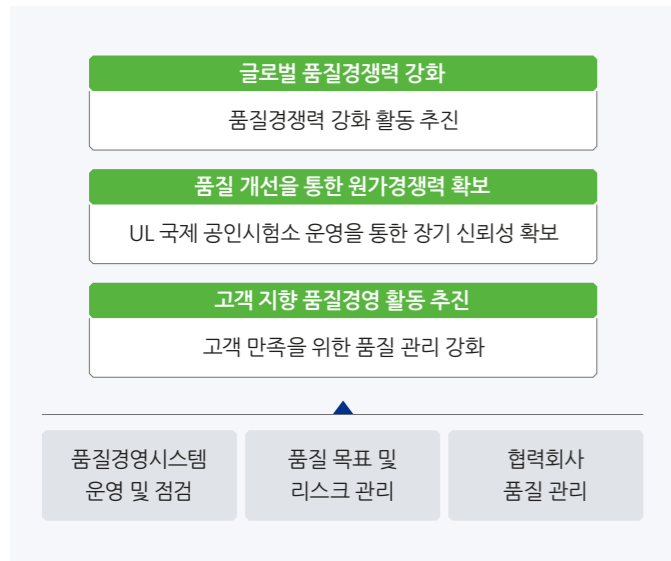 글로벌 품질경쟁력 강화
품질경쟁력 강화 활동 추진
품질 개선을 통한 원가경쟁력 확보
UL 국제 공인시험소 운영을 통한 장기 신뢰성 확보
고객 지향 품질경영 활동 추진
고객 만족을 위한 품질 관리 강화
품질경영시스템
운영 및 점검
품질 목표 및
리스크 관리
협력회사
품질 관리